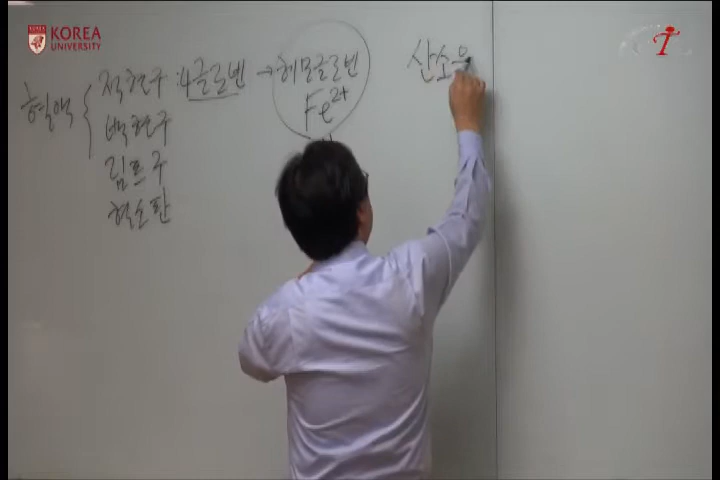 KOREA
UNIVERSITY
혈액 { 적혈구 : 4글로빈 → 헤모글로빈
Fe2+
백혈구
림프구
혈소판
산소운